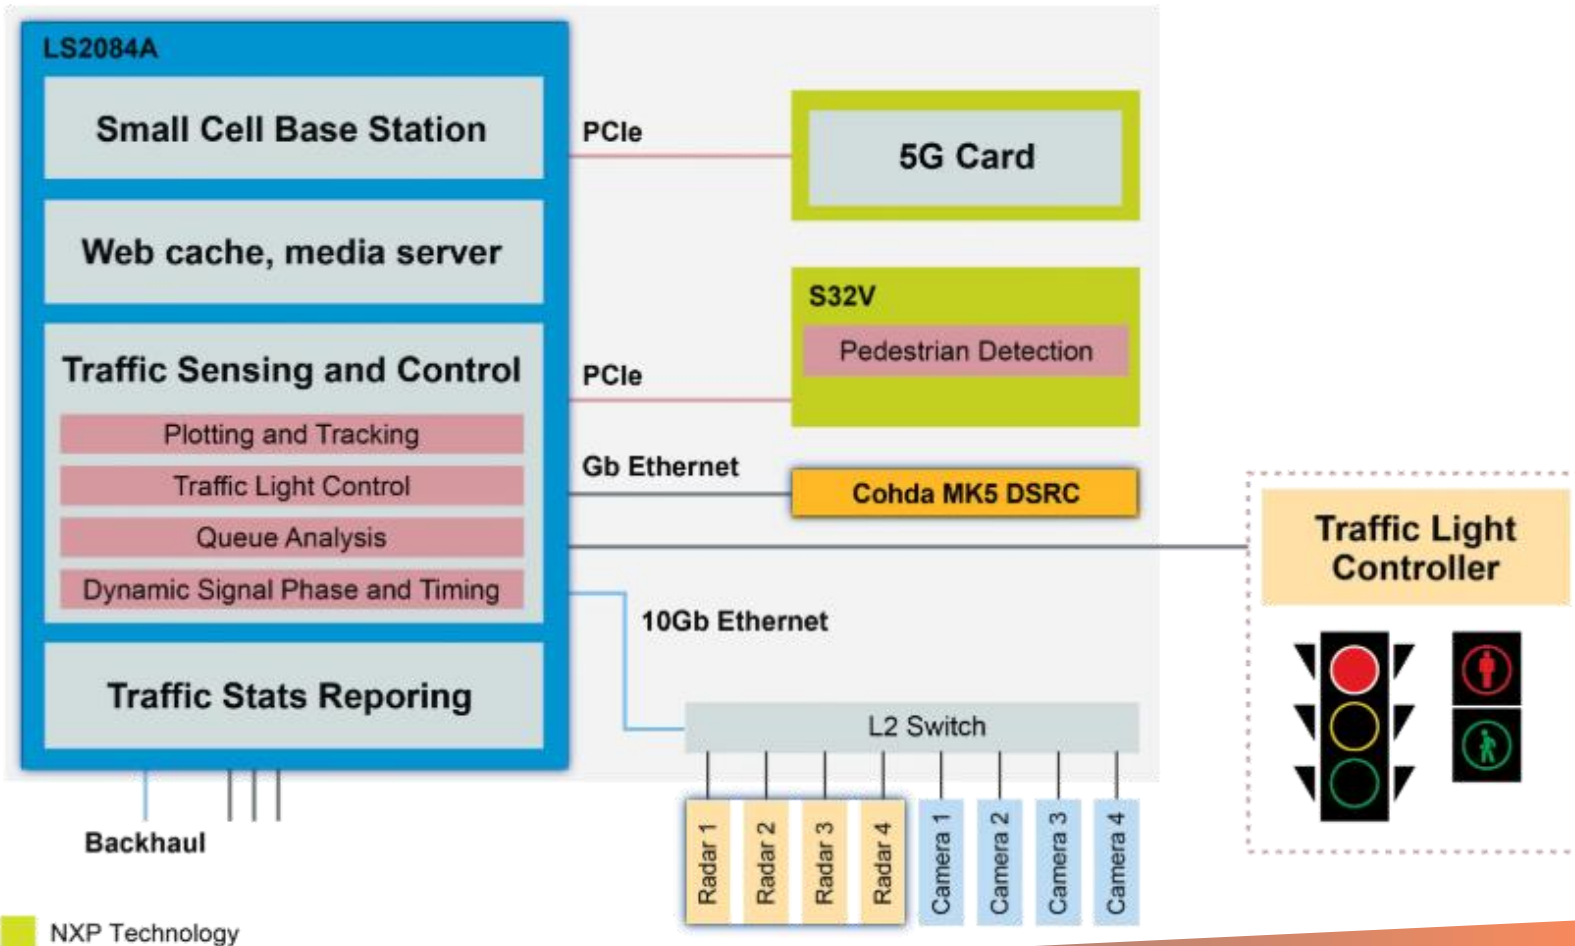 LS2084A
Small Cell Base Station
Web cache, media server
Traffic Sensing and Control
Plotting and Tracking
Traffic Light Control
Queue Analysis
Dynamic Signal Phase and Timing
Traffic Stats Reporing
Backhaul
PCIe
5G Card
PCIe
S32V
Pedestrian Detection
Gb Ethernet
Cohda MK5 DSRC
10Gb Ethernet
L2 Switch
Radar 1
Radar 2
Radar 3
Radar 4
Camera 1
Camera 2
Camera 3
Camera 4
Traffic Light
Controller
NXP Technology